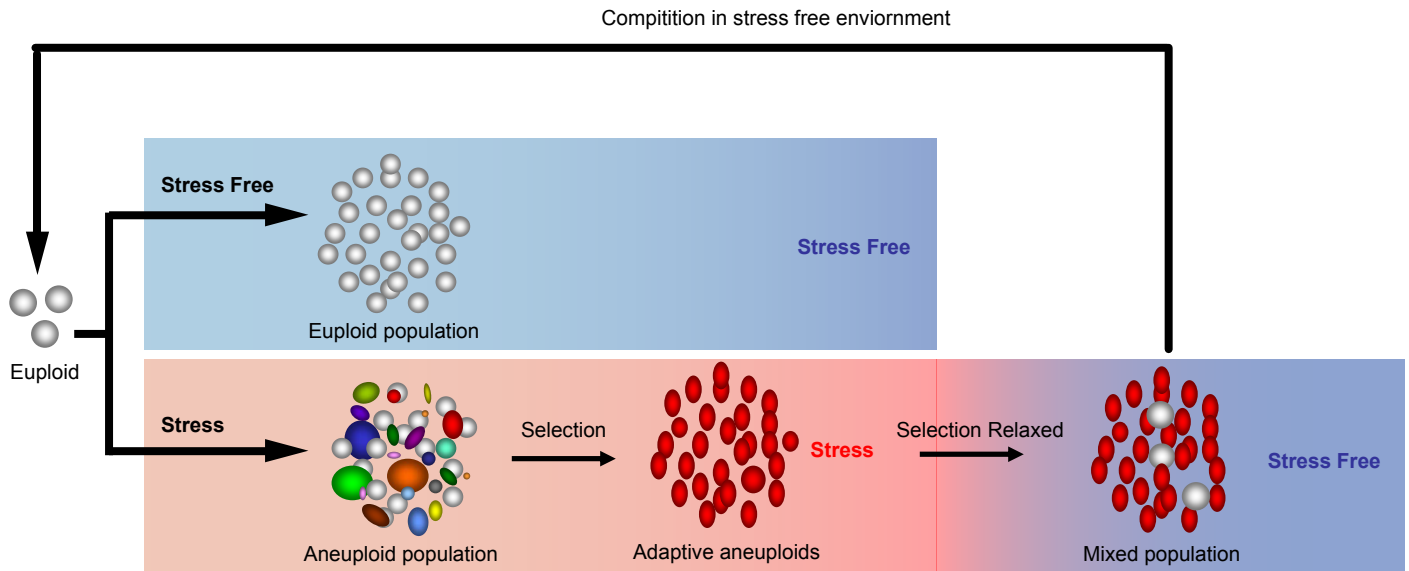 Compitition in stress free enviornment
Stress Free
Stress Free
Euploid population
Euploid
Stress
Selection
Stress
Selection Relaxed
Stress Free
Aneuploid population
Adaptive aneuploids
Mixed population